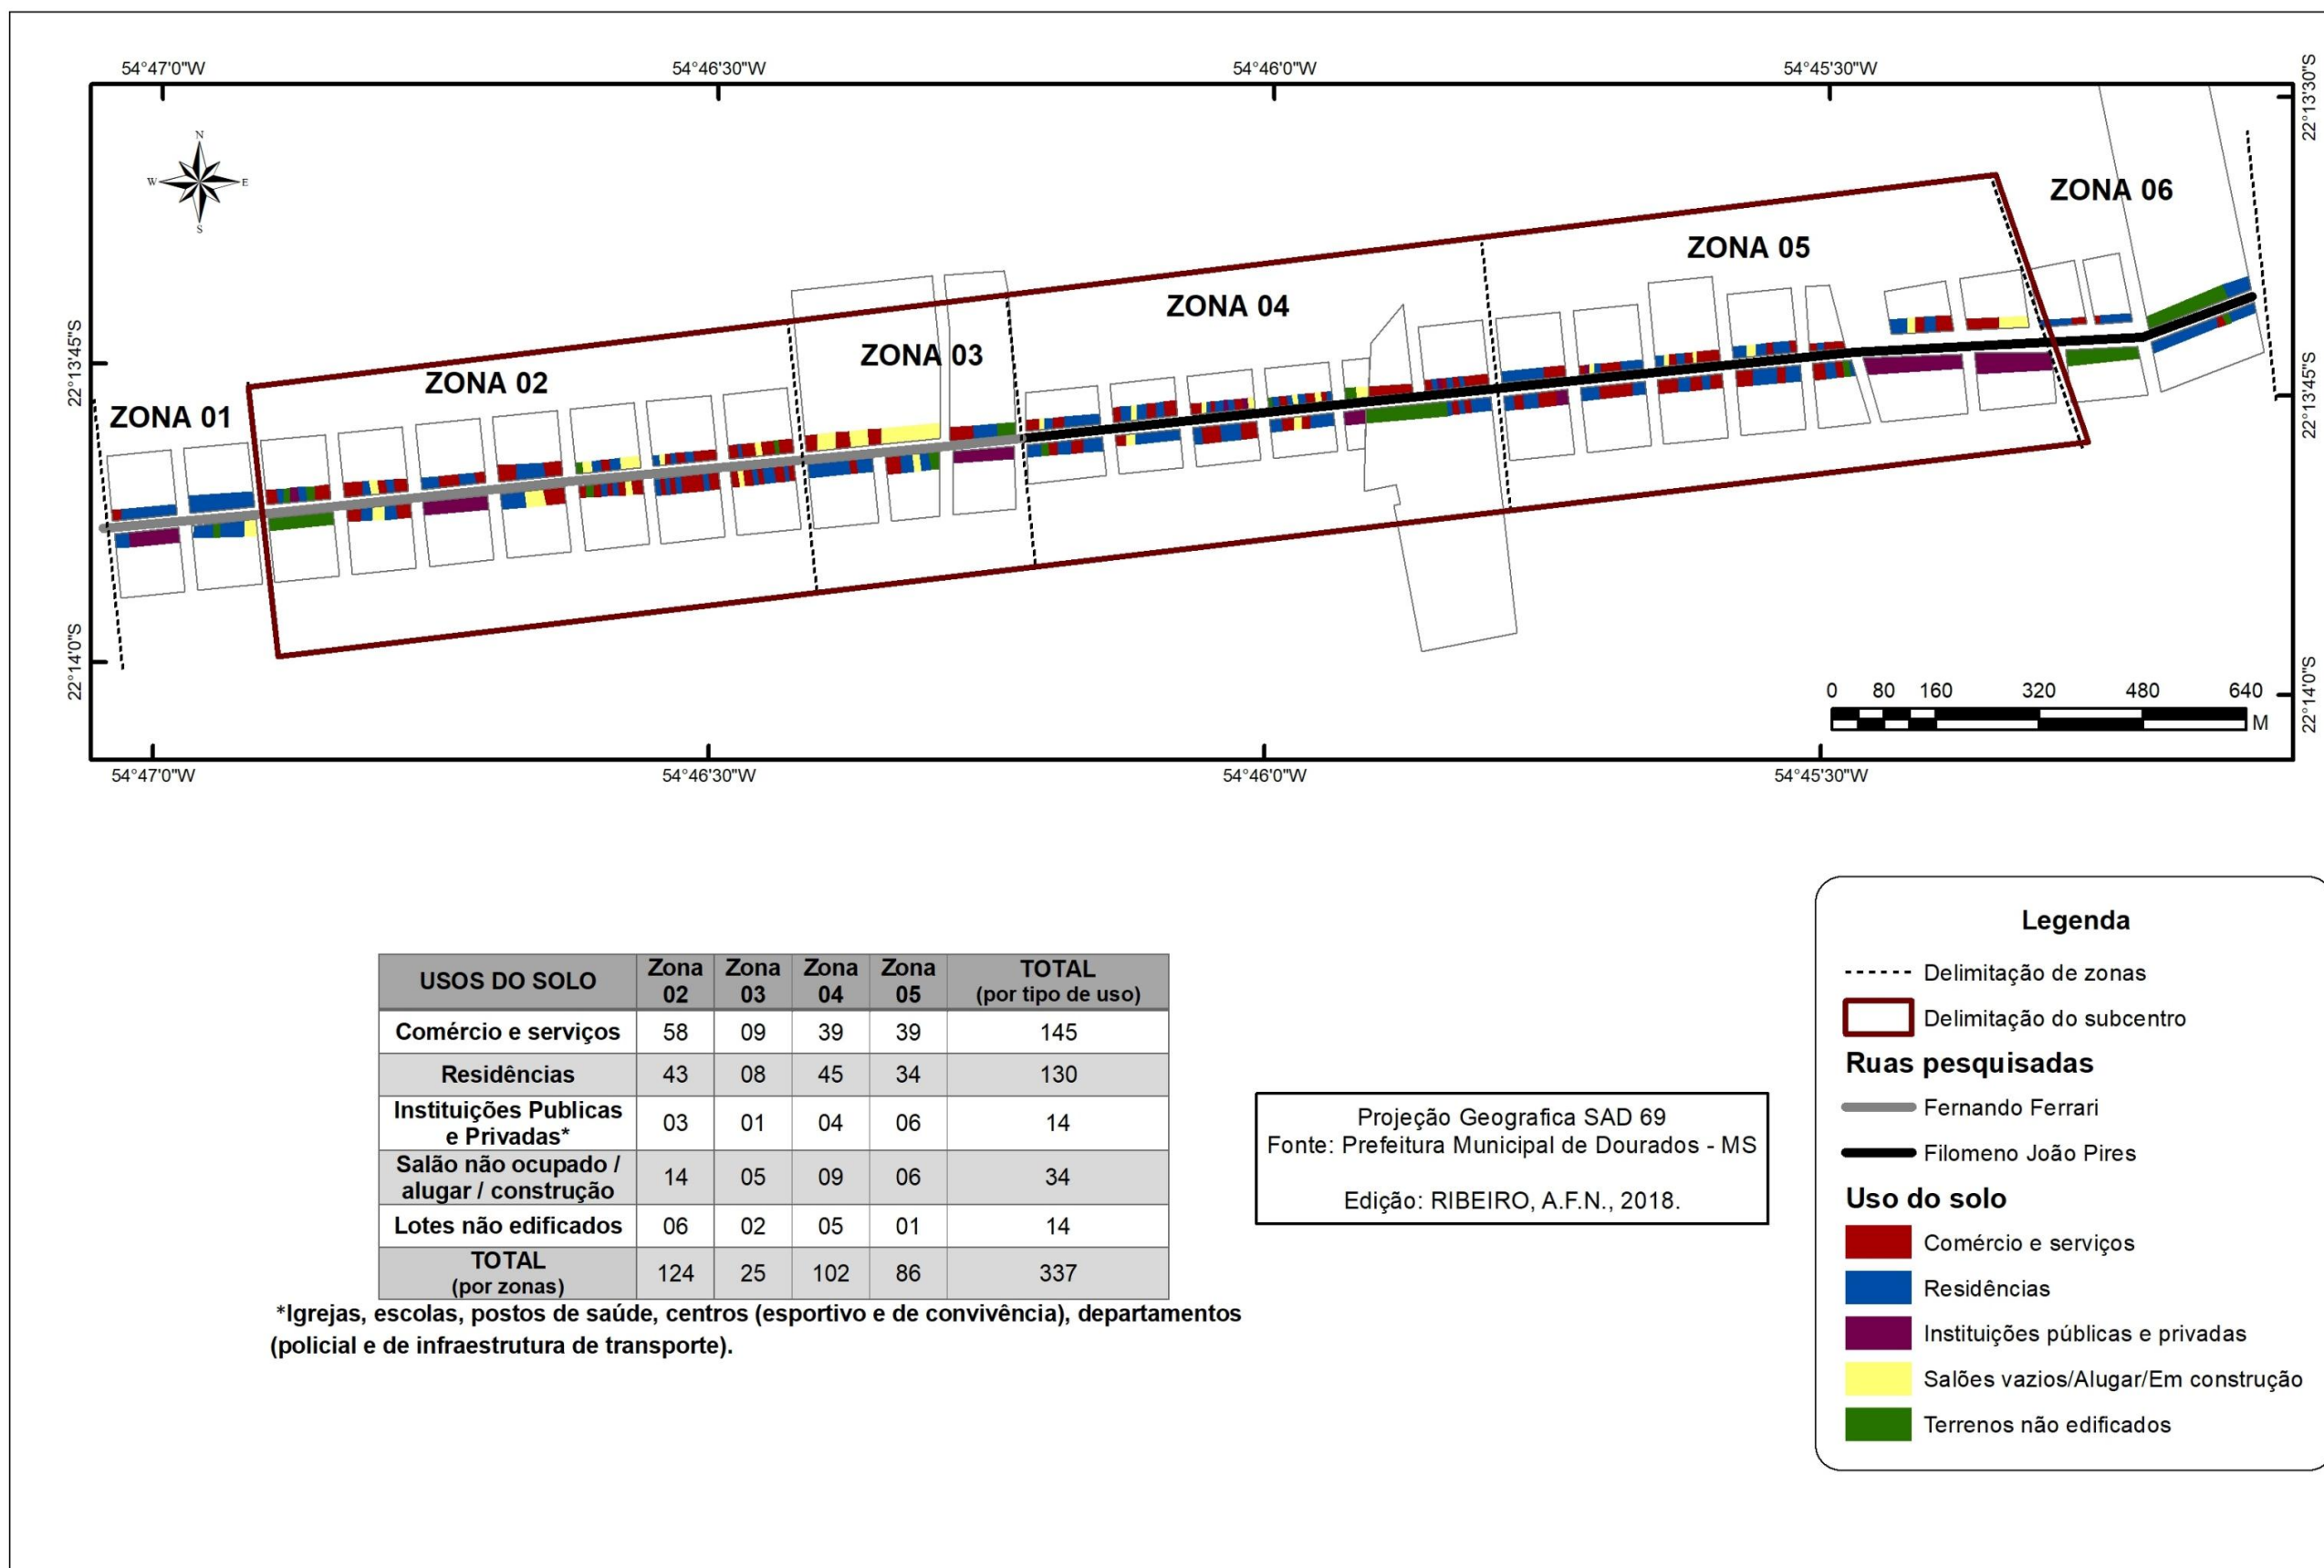 54°47'0"W
54°46'30"W
54°46'0"W
54°45'30"W
22°13'30"S
N
W
E
S
ZONA 06
ZONA 05
ZONA 04
ZONA 03
ZONA 02
ZONA 01
22°13'45"S
22°13'45"S
22°14'0"S
22°14'0"S
0 80 160 320 480 640
M
54°47'0"W
54°46'30"W
54°46'0"W
54°45'30"W
USOS DO SOLO Zona 02 Zona 03 Zona 04 Zona 05 TOTAL (por tipo de uso)
Comércio e serviços 58 09 39 39 145
Residências 43 08 45 34 130
Instituições Publicas e Privadas* 03 01 04 06 14
Salão não ocupado / alugar / construção 14 05 09 06 34
Lotes não edificados 06 02 05 01 14
TOTAL (por zonas) 124 25 102 86 337
*Igrejas, escolas, postos de saúde, centros (esportivo e de convivência), departamentos
(policial e de infraestrutura de transporte).
Projeção Geografica SAD 69
Fonte: Prefeitura Municipal de Dourados - MS
Edição: RIBEIRO, A.F.N., 2018.
Legenda
Delimitação de zonas
Delimitação do subcentro
Ruas pesquisadas
Fernando Ferrari
Filomeno João Pires
Uso do solo
Comércio e serviços
Residências
Instituições públicas e privadas
Salões vazios/Alugar/Em construção
Terrenos não edificados